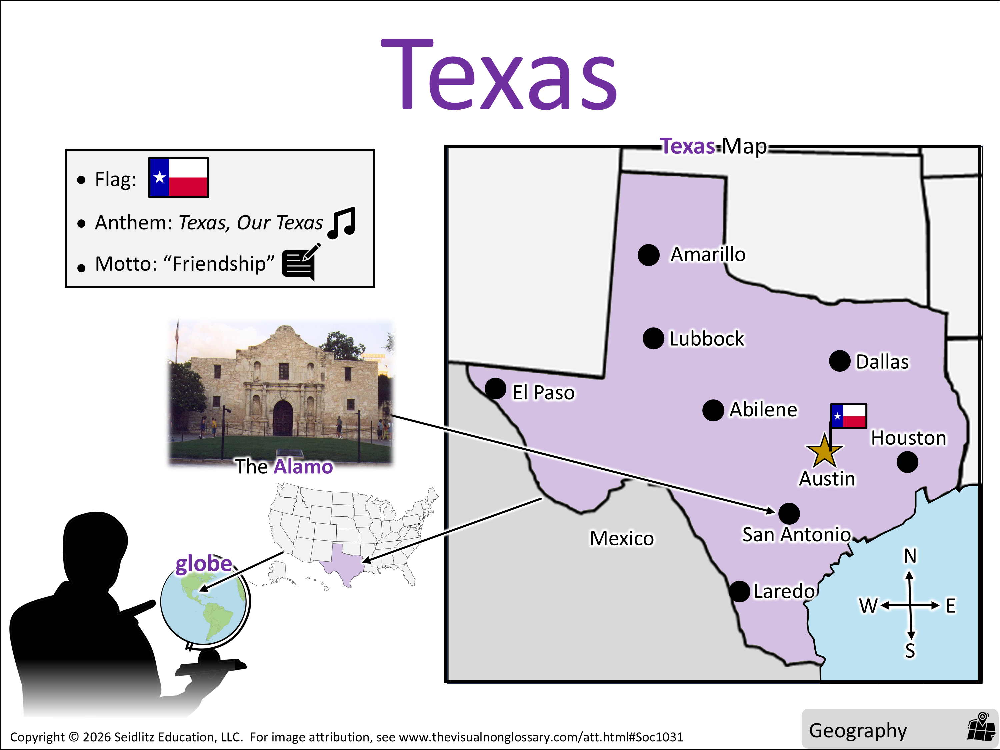 Texas
Flag:
Anthem: Texas, Our Texas
Motto: “Friendship”
The Alamo
globe
Texas Map
Amarillo
Lubbock
Dallas
El Paso
Abilene
Houston
Austin
San Antonio
Mexico
Laredo
N
W E
S
Geography
Copyright © 2026 Seidlitz Education, LLC. For image attribution, see www.thevisualnonglossary.com/att.html#Soc1031